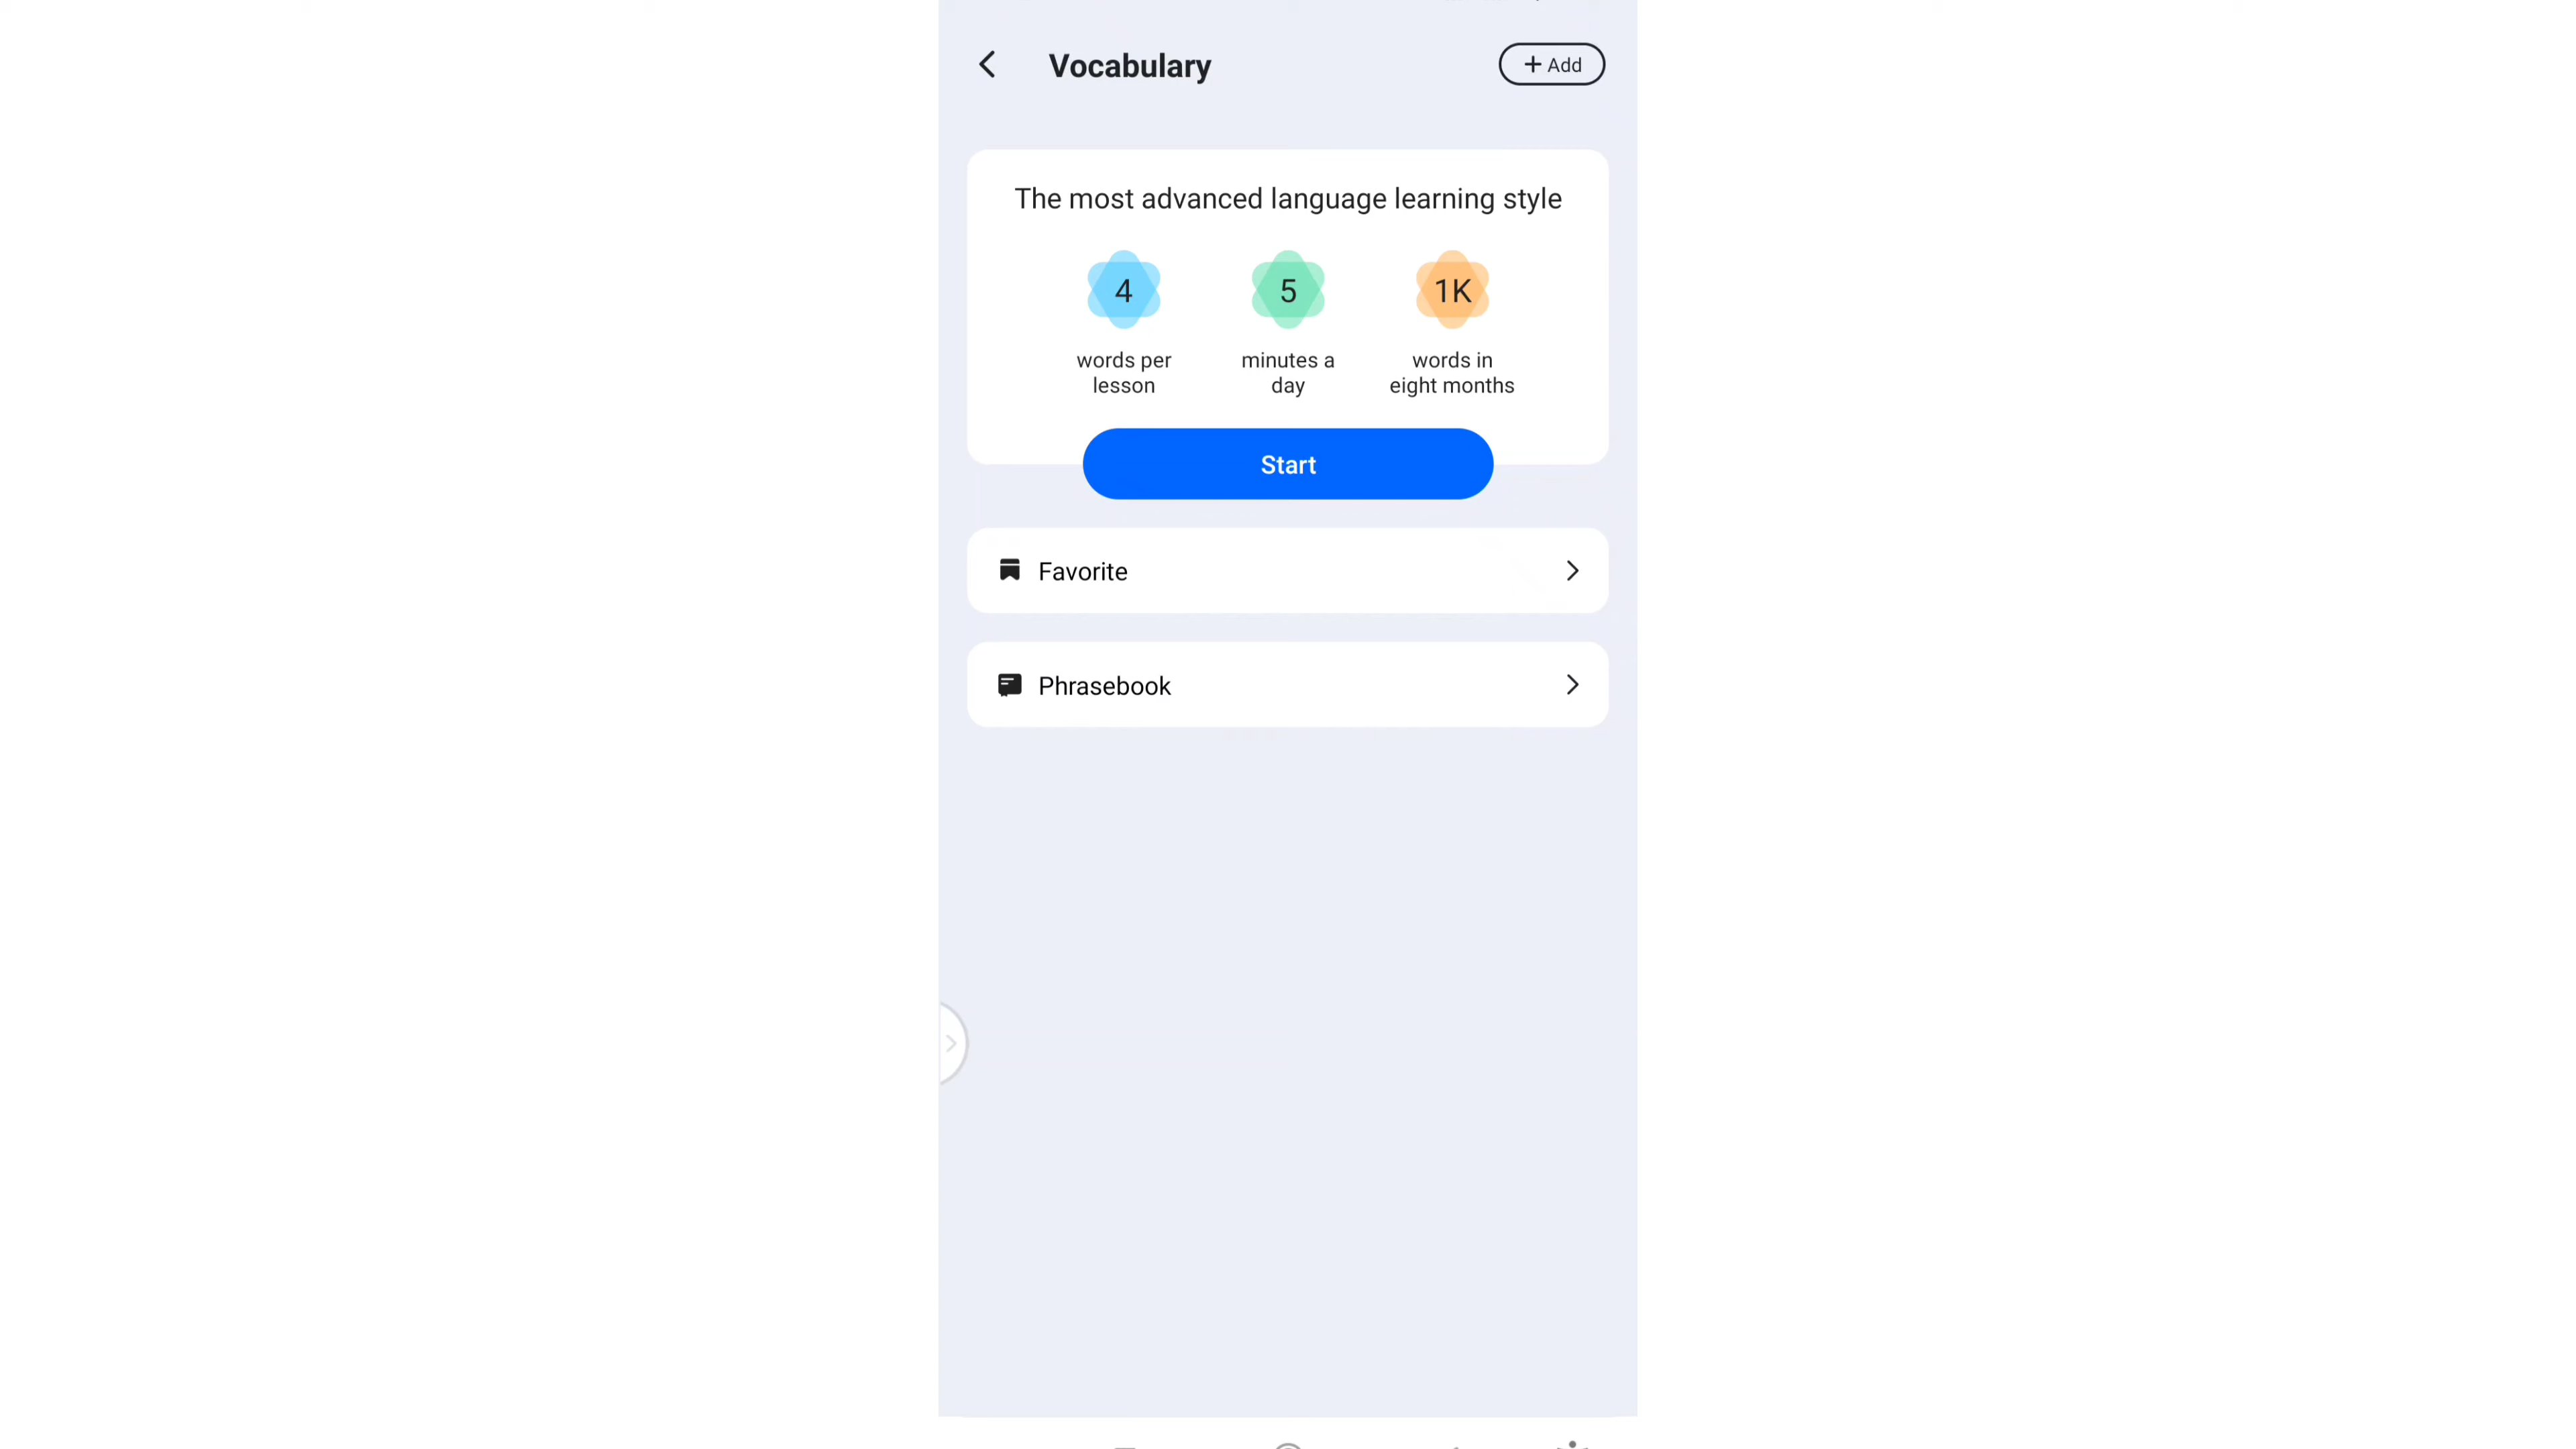 Vocabulary
+ Add
The most advanced language learning style
4
5
1K
words per
lesson
minutes a
day
words in
eight months
Start
Favorite
Phrasebook